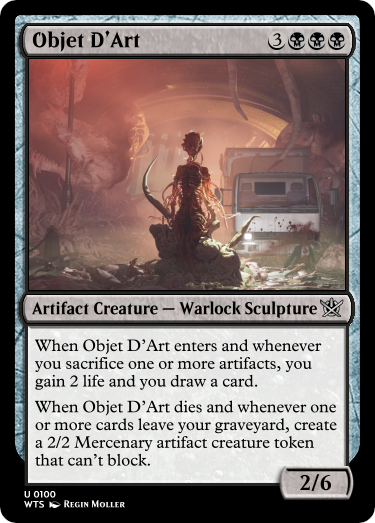 Objet D'Art 3
Artifact Creature — Warlock Sculpture
When Objet D'Art enters and whenever
you sacrifice one or more artifacts, you
gain 2 life and you draw a card.
When Objet D'Art dies and whenever one
or more cards leave your graveyard, create
a 2/2 Mercenary artifact creature token
that can't block.
2/6
U 0100
WTS Regin Moller